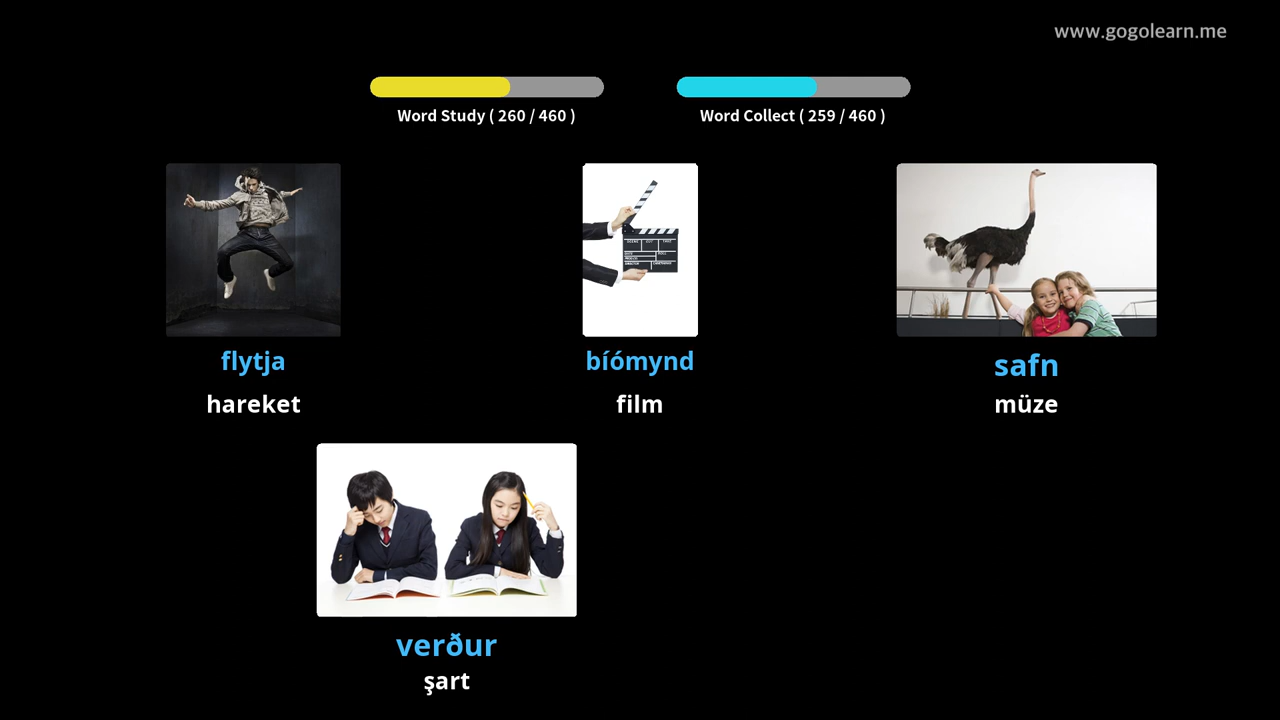 www.gogolearn.me
Word Study ( 260 / 460 )
Word Collect ( 259 / 460 )
flytja
hareket
bíómynd
film
safn
müze
verður
şart